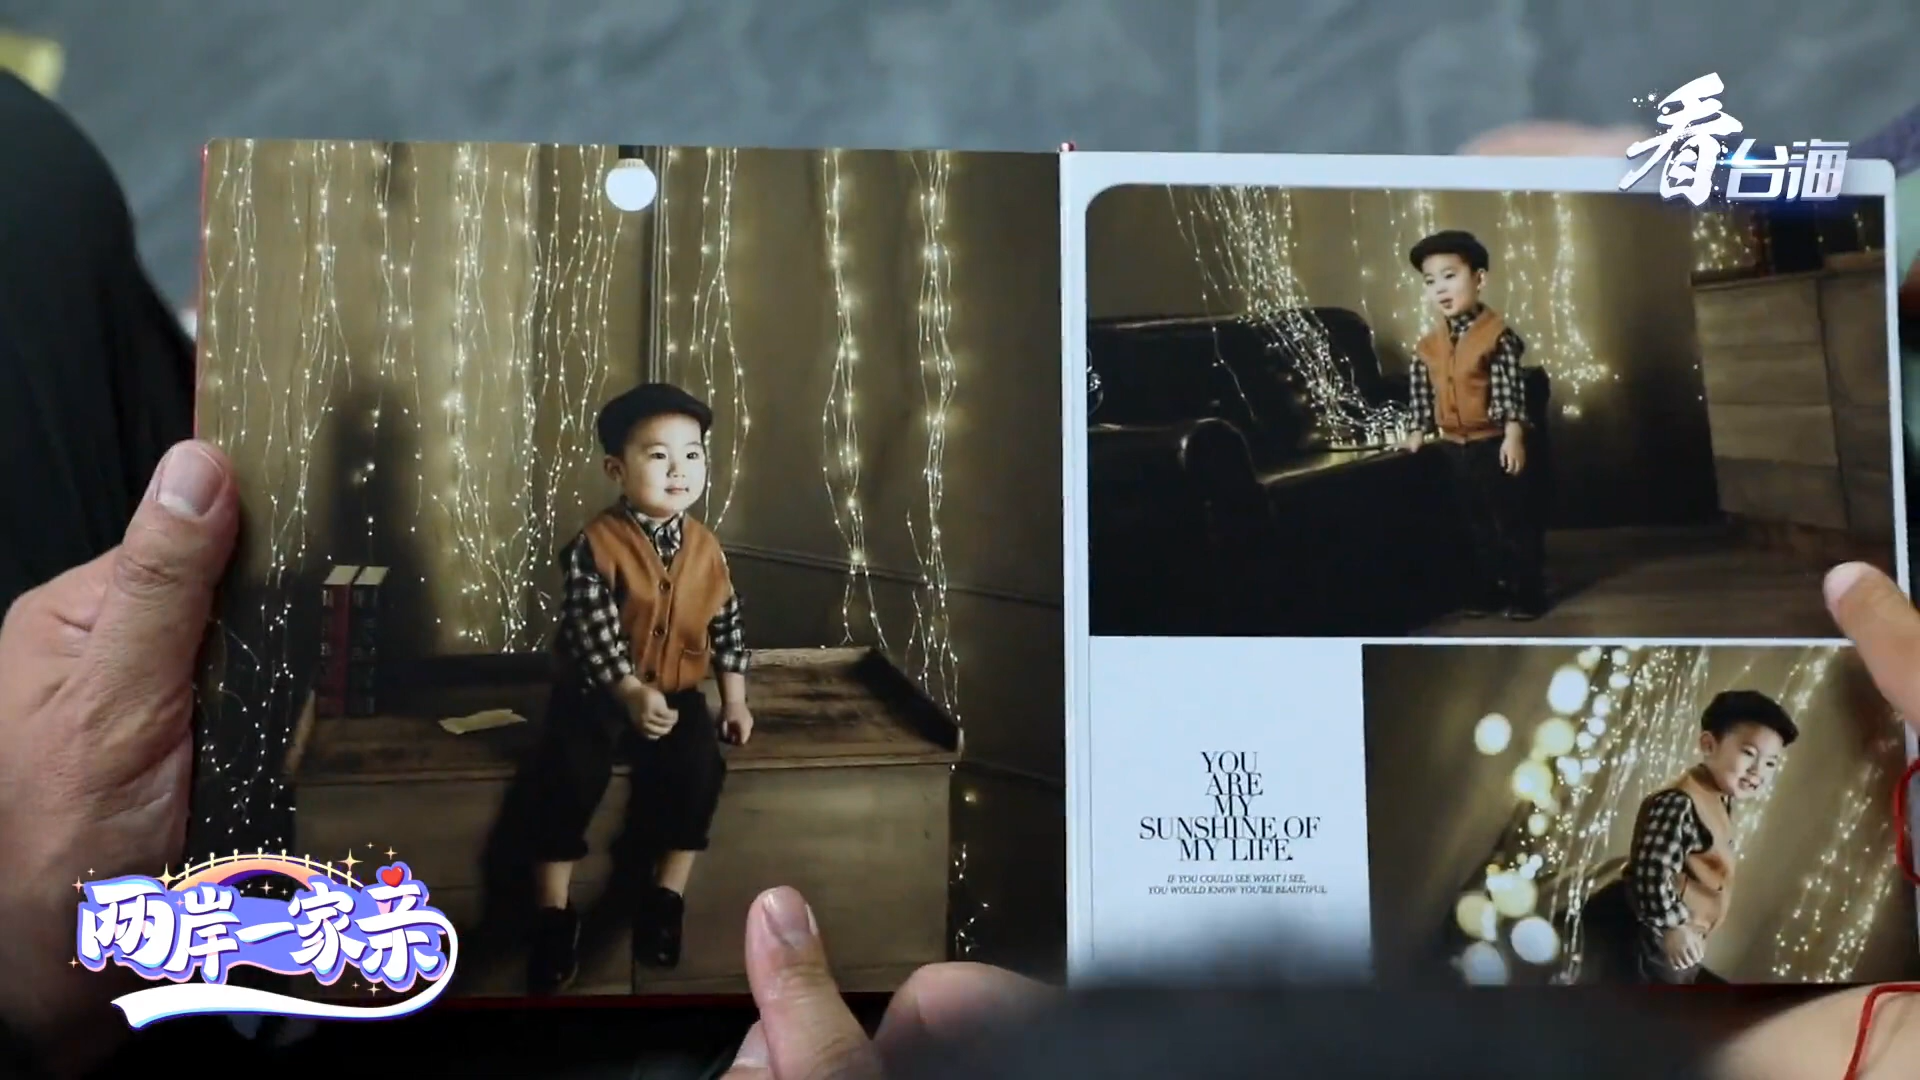 看台海
YOU
ARE
MY
SUNSHINE OF
MY LIFE.
IF YOU COULD SEE WHAT I SEE,
YOU WOULD KNOW YOU'RE BEAUTIFUL
两岸一家亲